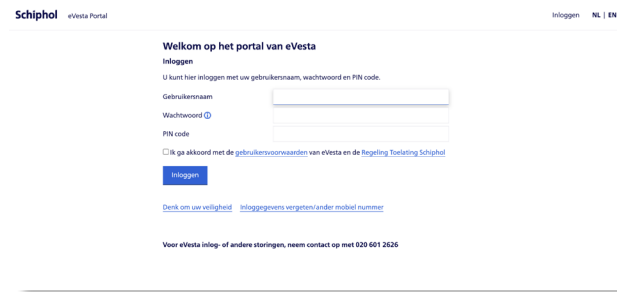 Schiphol eVesta Portal Inloggen NL | EN
Welkom op het portal van eVesta
Inloggen
U kunt hier inloggen met uw gebruikersnaam, wachtwoord en PIN code.
Gebruikersnaam
Wachtwoord
PIN code
Ik ga akkoord met de gebruikersvoorwaarden van eVesta en de Regeling Toelating Schiphol
Inloggen
Denk om uw veiligheid Inloggegevens vergeten/ander mobiel nummer
Voor eVesta inlog- of andere storingen, neem contact op met 020 601 2626